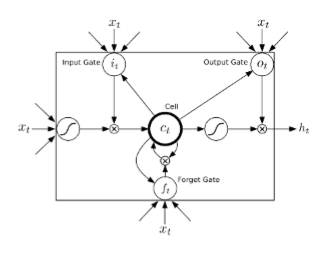 x_t x_t
Input Gate i_t Output Gate o_t
Cell
x_t c_t h_t
Forget Gate
f_t
x_t